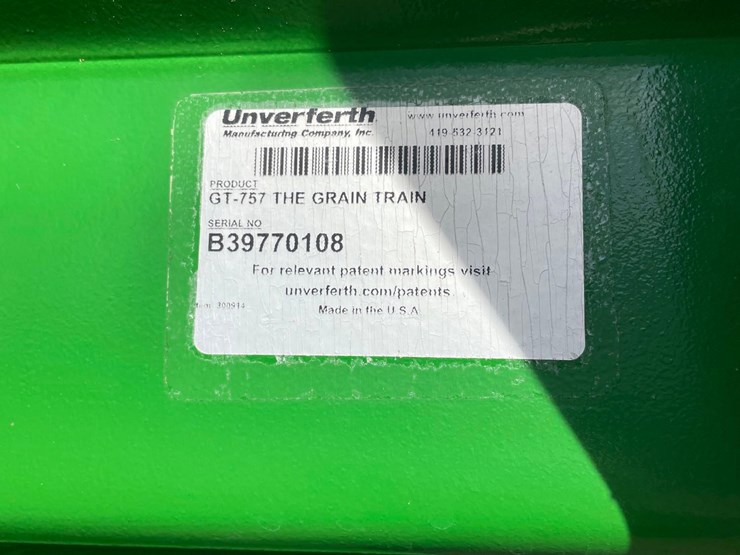 Unverferth
www.unverferth.com
Manufacturing Company, Inc.
419-532-3121
PRODUCT
GT-757 THE GRAIN TRAIN
SERIAL NO
B39770108
For relevant patent markings visit
unverferth.com/patents
300914
Made in the U.S.A